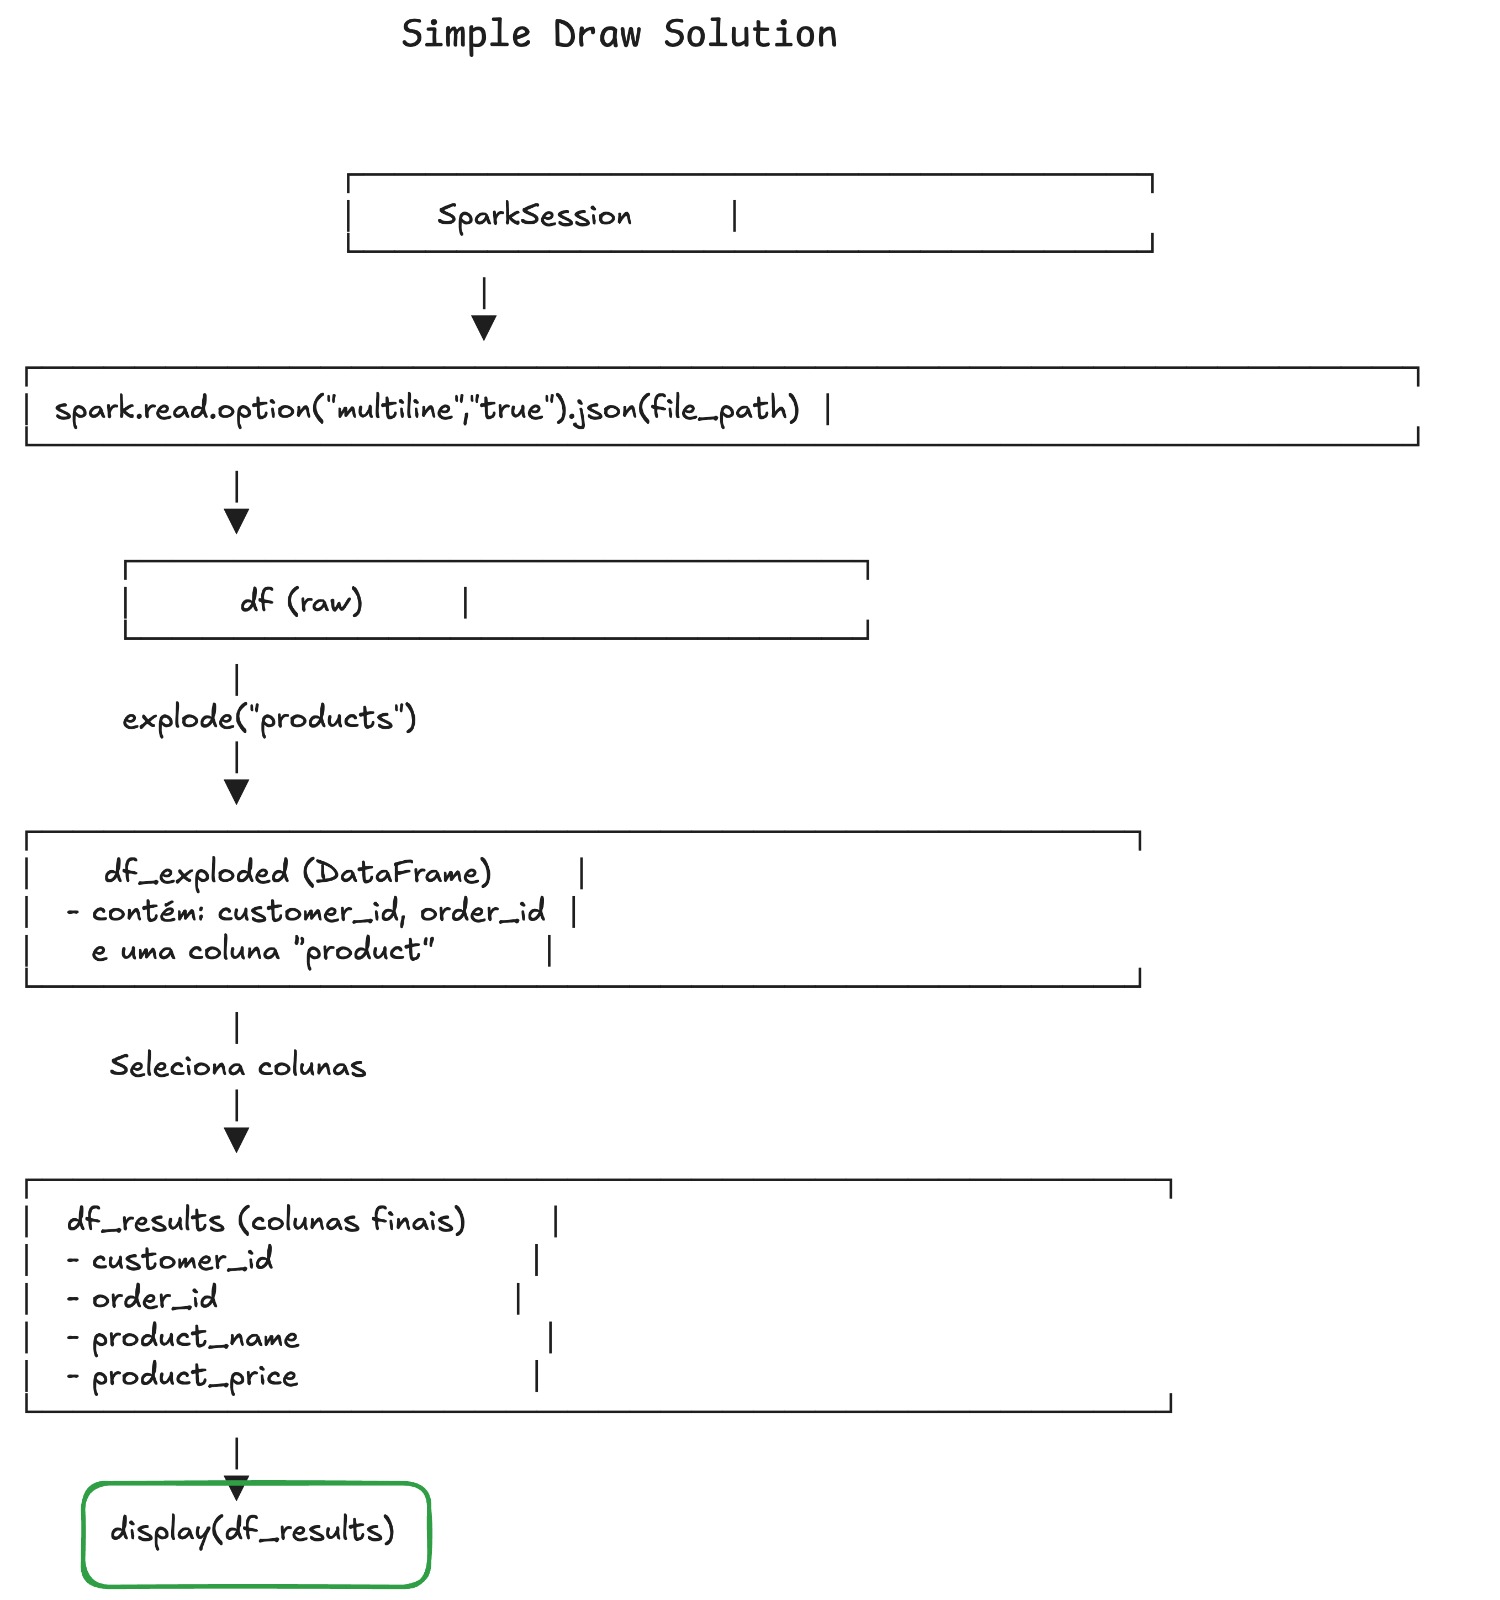 Simple Draw Solution
SparkSession
spark.read.option("multiline","true").json(file_path)
df (raw)
explode("products")
df_exploded (DataFrame)
- contém: customer_id, order_id
e uma coluna "product"
Seleciona colunas
df_results (colunas finais)
- customer_id
- order_id
- product_name
- product_price
display(df_results)